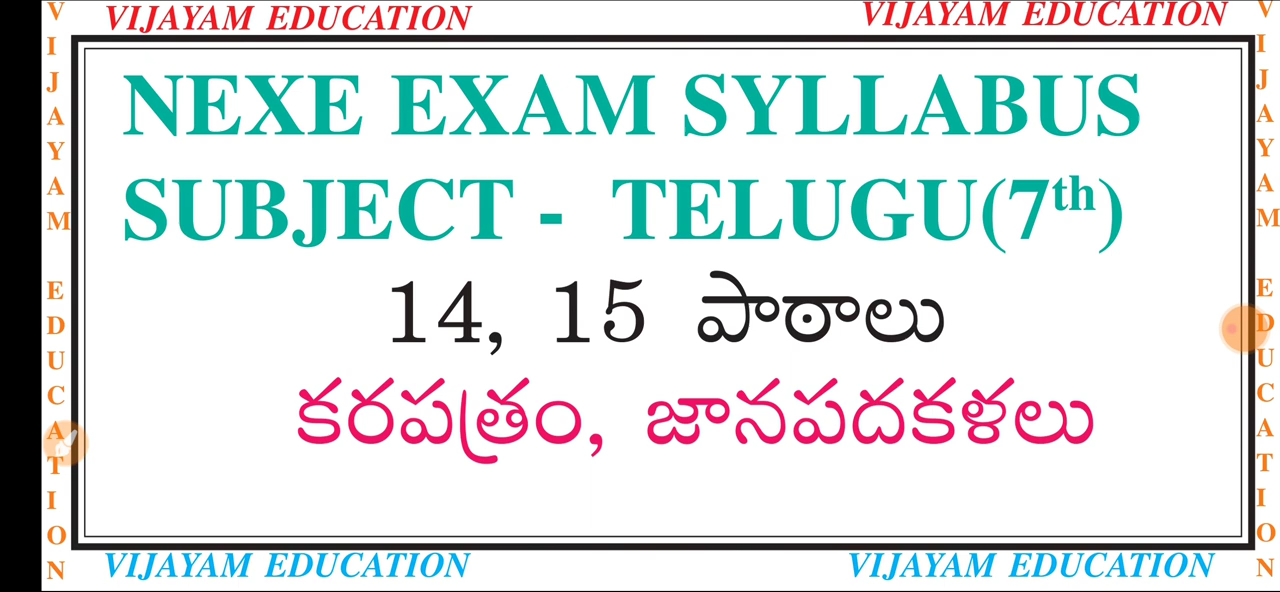 VIJAYAM EDUCATION VIJAYAM EDUCATION
VIJAYAM EDUCATION
NEXE EXAM SYLLABUS
SUBJECT - TELUGU(7th)
14, 15 పాఠాలు
కరపత్రం, జానపదకళలు
VIJAYAM EDUCATION
VIJAYAM EDUCATION VIJAYAM EDUCATION